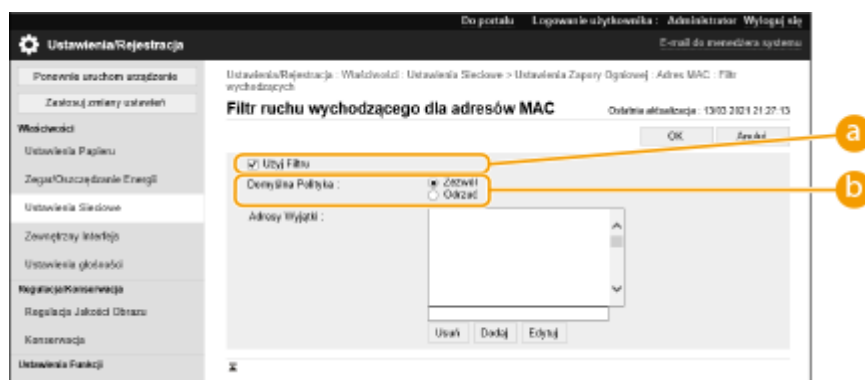 Do portalu Logowanie użytkownika : Administrator Wyloguj się
Ustawienia/Rejestracja
E-mail do menedżera systemu
Ponownie uruchom urządzenie
Zastosuj zmiany ustawień
Właściwości
Ustawienia Papieru
Zegar/Oszczędzanie Energii
Ustawienia Sieciowe
Zewnętrzny Interfejs
Ustawienia głośności
Regulacja/Konserwacja
Regulacja Jakości Obrazu
Konserwacja
Ustawienia Funkcji
Ustawienia/Rejestracja : Właściwości : Ustawienia Sieciowe > Ustawienia Zapory Ogniowej : Adres MAC : Filtr wychodzących
Filtr ruchu wychodzącego dla adresów MAC
Ostatnia aktualizacja : 13/03 2021 21:27:13
OK Anuluj
Użyj Filtru
a
Domyślna Polityka :
Zezwól
Odrzuć
b
Adresy Wyjątki :
Usuń Dodaj Edytuj